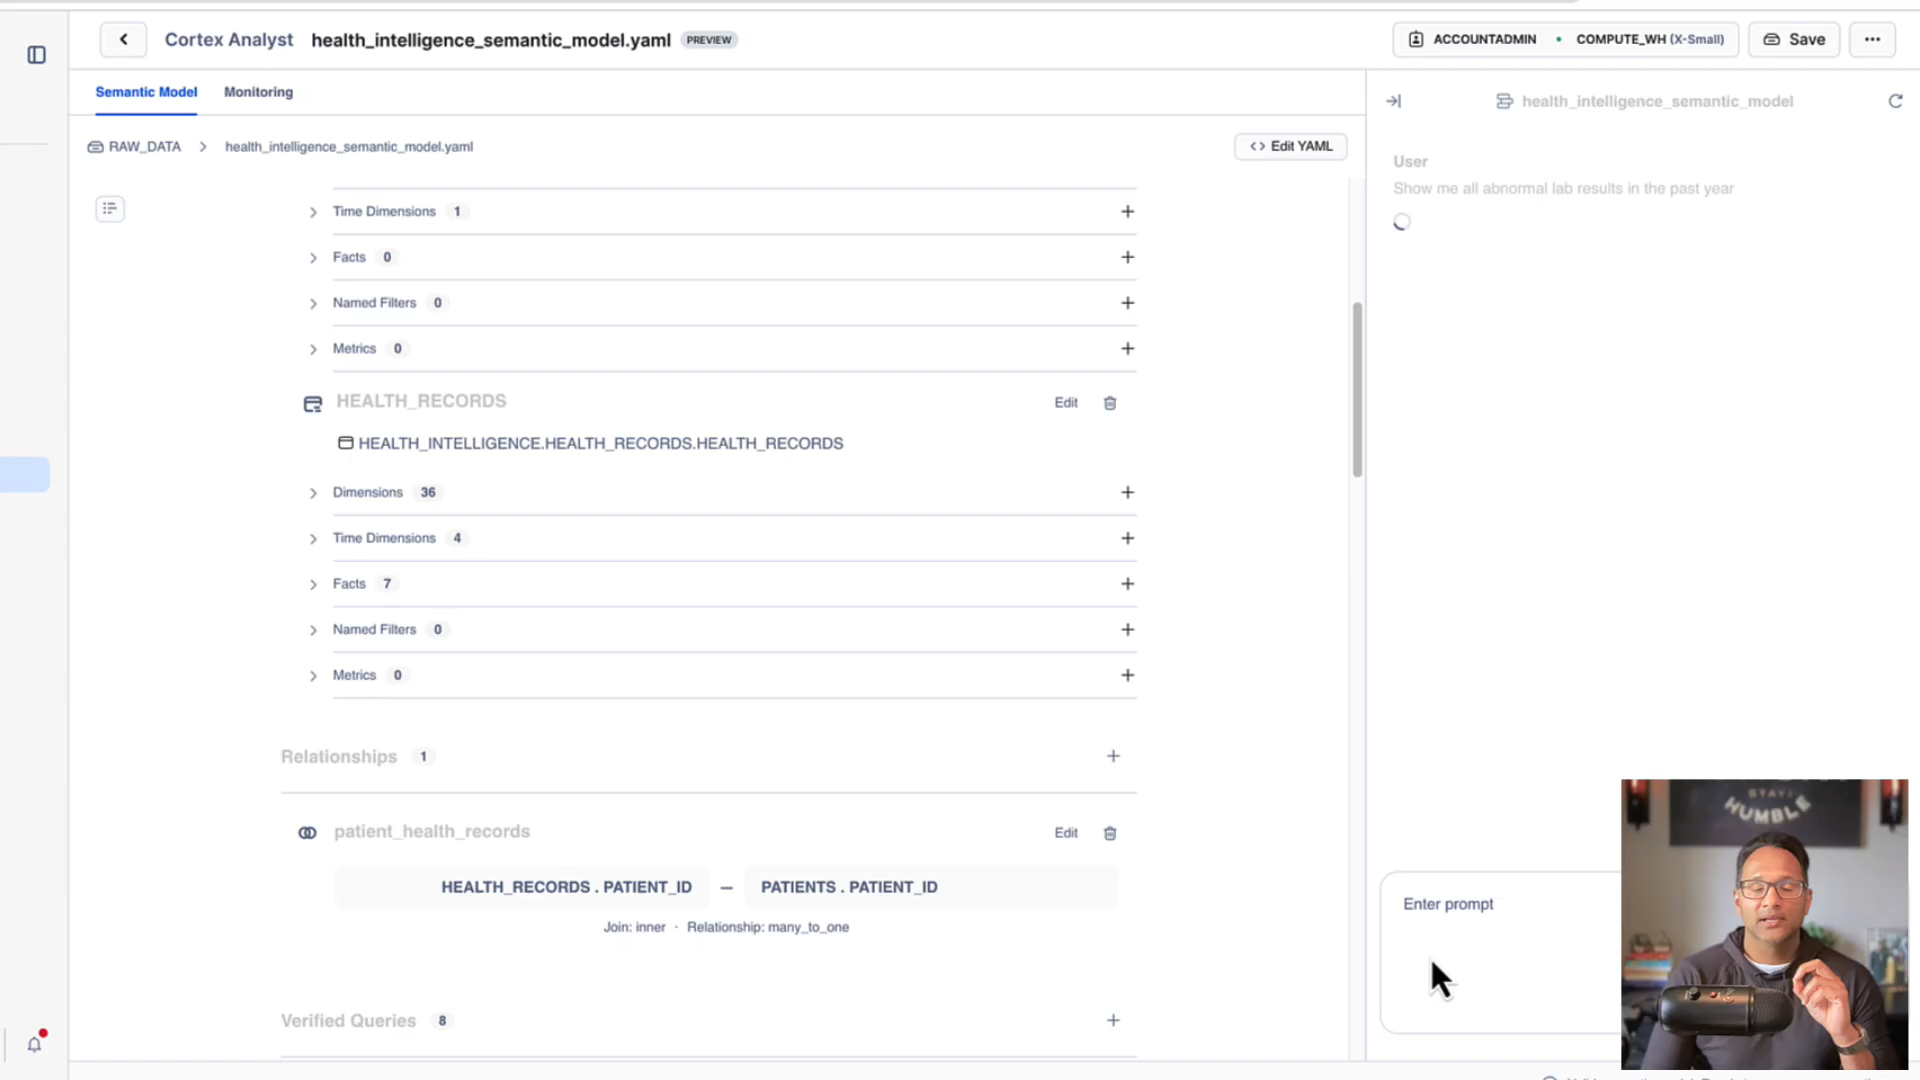 Cortex Analyst health_intelligence_semantic_model.yaml PREVIEW
ACCOUNTADMIN • COMPUTE_WH (X-Small) Save
Semantic Model Monitoring
health_intelligence_semantic_model
RAW_DATA > health_intelligence_semantic_model.yaml
<> Edit YAML
User
Show me all abnormal lab results in the past year
Time Dimensions 1
Facts 0
Named Filters 0
Metrics 0
HEALTH_RECORDS Edit
HEALTH_INTELLIGENCE.HEALTH_RECORDS.HEALTH_RECORDS
Dimensions 36
Time Dimensions 4
Facts 7
Named Filters 0
Metrics 0
Relationships 1
patient_health_records Edit
HEALTH_RECORDS . PATIENT_ID — PATIENTS . PATIENT_ID
Join: inner · Relationship: many_to_one
Verified Queries 8
Enter prompt
STAY
HUMBLE